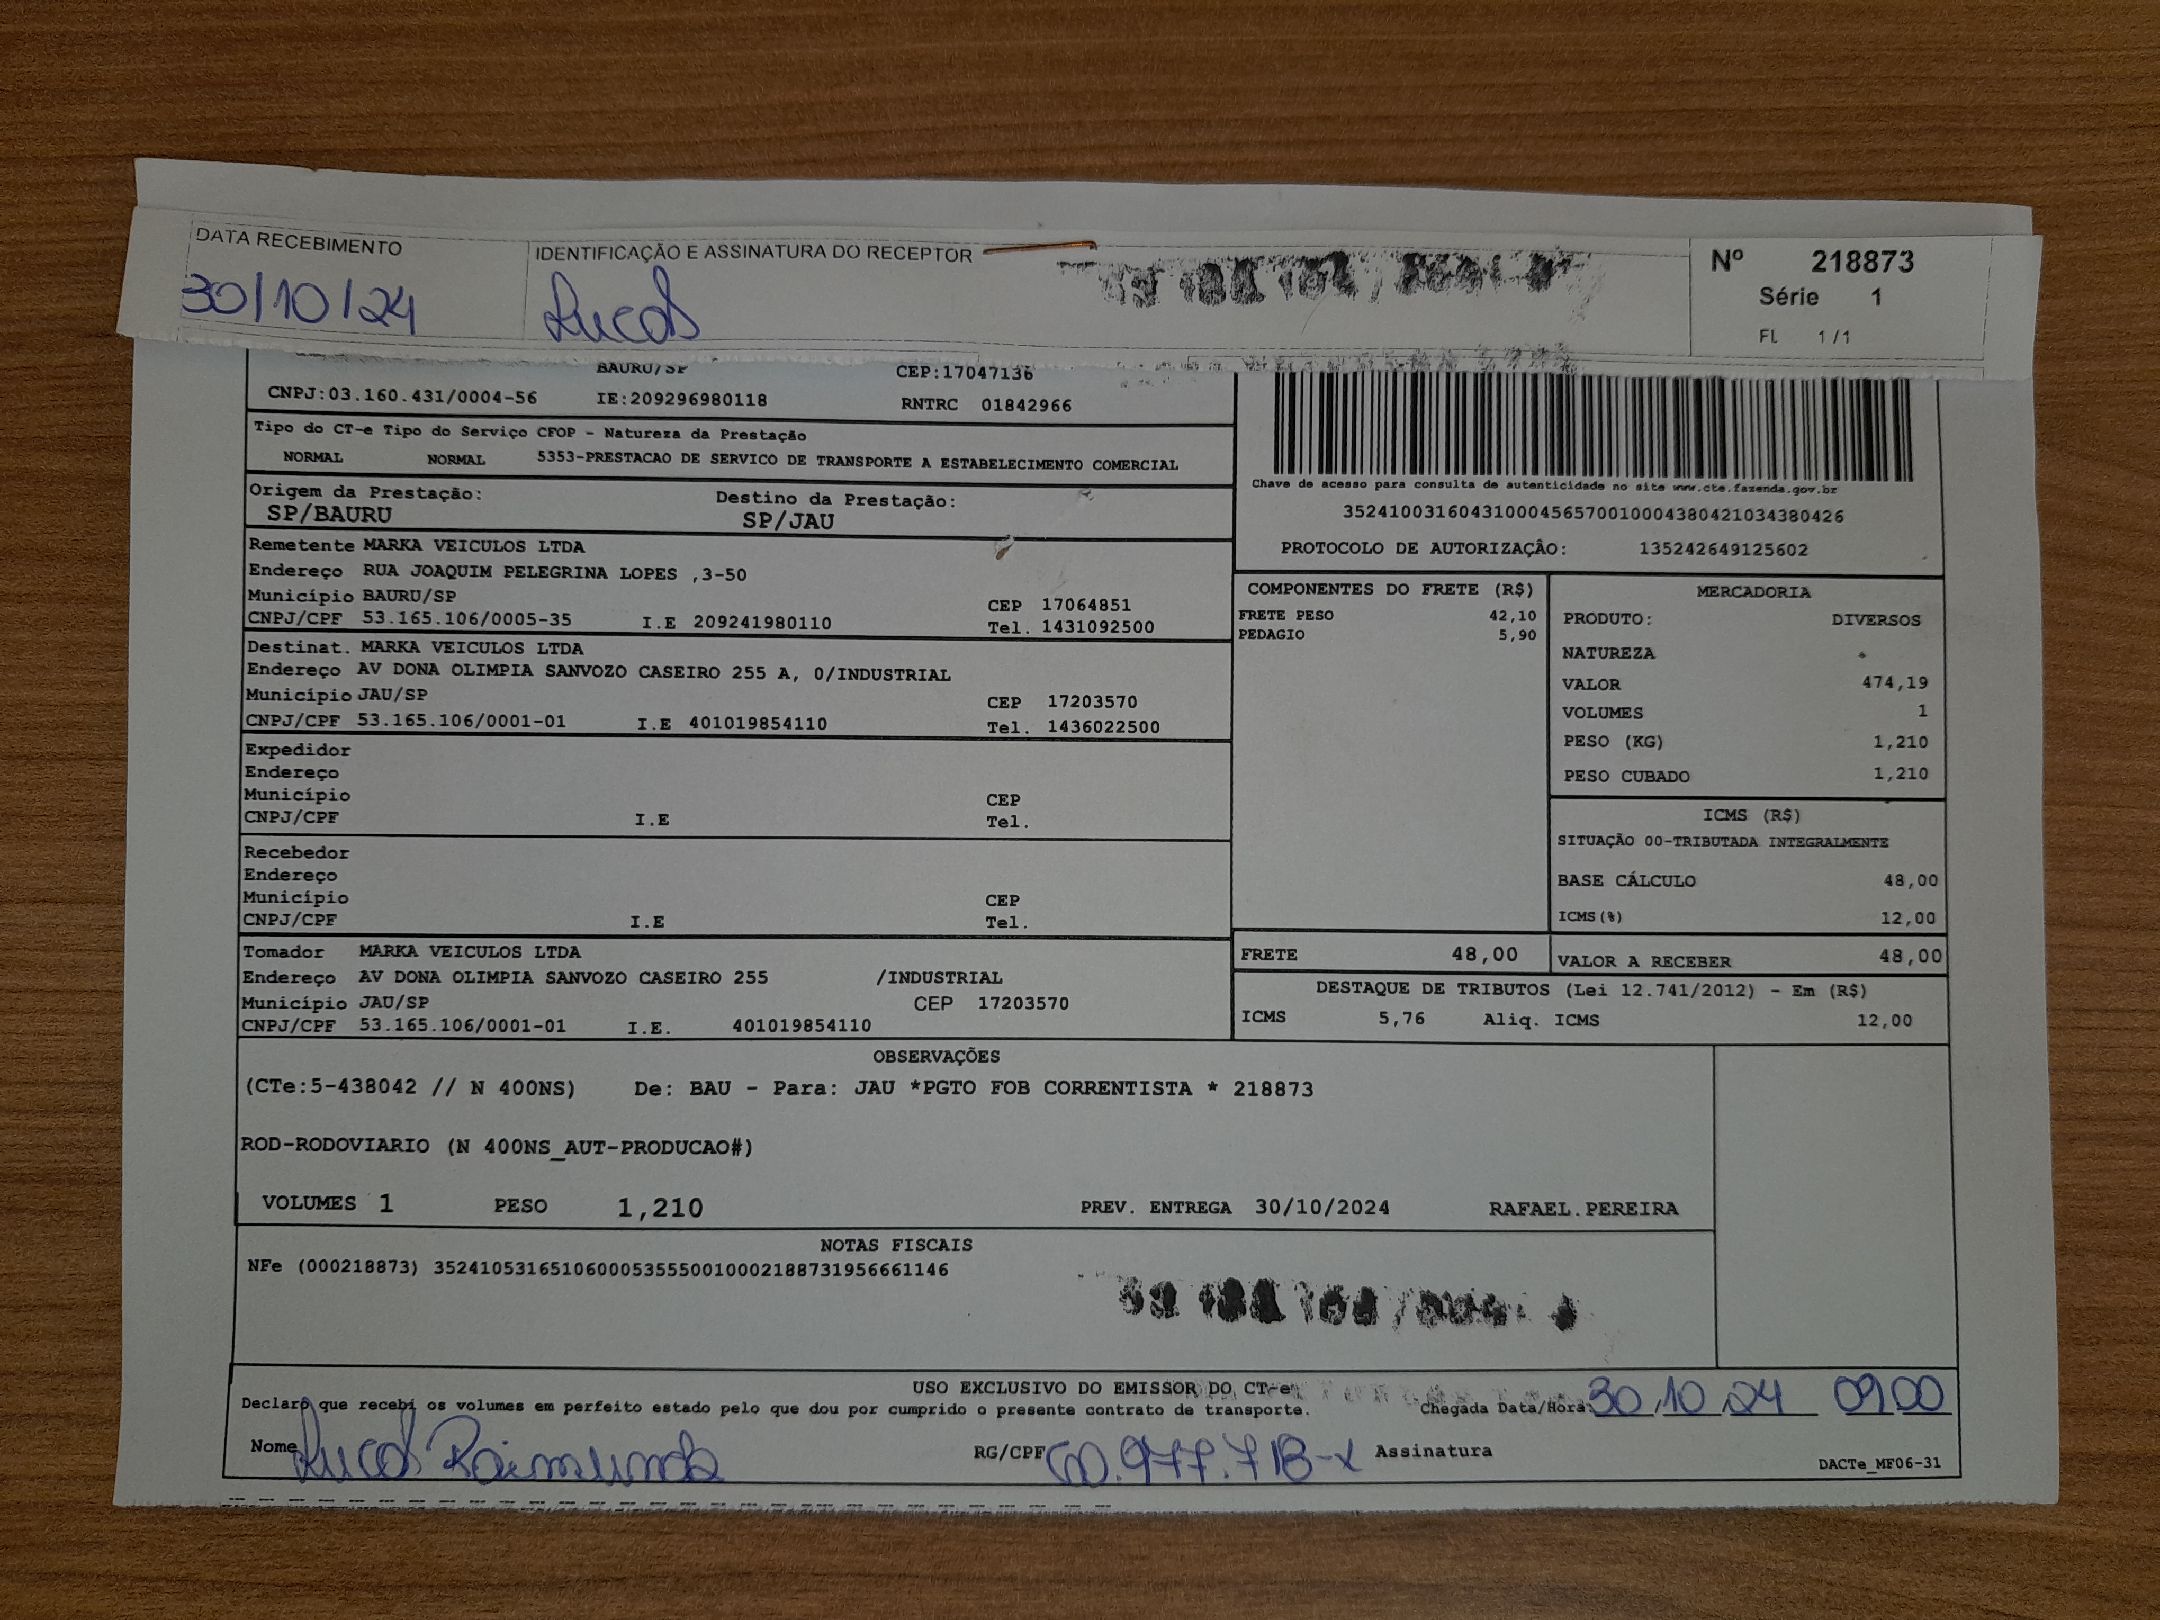 DATA RECEBIMENTO
30/10/24
IDENTIFICAÇÃO E ASSINATURA DO RECEPTOR
Lucas
Nº 218873
Série 1
FL 1/1
BAURU/SP CEP:17047136
CNPJ:03.160.431/0004-56 IE:209296980118 RNTRC 01842966
Tipo do CT-e Tipo do Serviço CFOP - Natureza da Prestação
NORMAL NORMAL 5353-PRESTACAO DE SERVICO DE TRANSPORTE A ESTABELECIMENTO COMERCIAL
Origem da Prestação: Destino da Prestação:
SP/BAURU SP/JAU
Chave de acesso para consulta de autenticidade no site www.cte.fazenda.gov.br
35241003160431000456570010004380421034380426
PROTOCOLO DE AUTORIZAÇÂO: 135242649125602
Remetente MARKA VEICULOS LTDA
Endereço RUA JOAQUIM PELEGRINA LOPES ,3-50
Município BAURU/SP CEP 17064851
CNPJ/CPF 53.165.106/0005-35 I.E 209241980110 Tel. 1431092500
Destinat. MARKA VEICULOS LTDA
Endereço AV DONA OLIMPIA SANVOZO CASEIRO 255 A, 0/INDUSTRIAL
Município JAU/SP CEP 17203570
CNPJ/CPF 53.165.106/0001-01 I.E 401019854110 Tel. 1436022500
Expedidor
Endereço
Município CEP
CNPJ/CPF I.E Tel.
Recebedor
Endereço
Município CEP
CNPJ/CPF I.E Tel.
Tomador MARKA VEICULOS LTDA
Endereço AV DONA OLIMPIA SANVOZO CASEIRO 255 /INDUSTRIAL
Município JAU/SP CEP 17203570
CNPJ/CPF 53.165.106/0001-01 I.E. 401019854110
COMPONENTES DO FRETE (R$)
FRETE PESO 42,10
PEDAGIO 5,90
MERCADORIA
PRODUTO: DIVERSOS
NATUREZA
VALOR 474,19
VOLUMES 1
PESO (KG) 1,210
PESO CUBADO 1,210
ICMS (R$)
SITUAÇÃO 00-TRIBUTADA INTEGRALMENTE
BASE CÁLCULO 48,00
ICMS(%) 12,00
FRETE 48,00 VALOR A RECEBER 48,00
DESTAQUE DE TRIBUTOS (Lei 12.741/2012) - Em (R$)
ICMS 5,76 Aliq. ICMS 12,00
OBSERVAÇÕES
(CTe:5-438042 // N 400NS) De: BAU - Para: JAU *PGTO FOB CORRENTISTA * 218873
ROD-RODOVIARIO (N 400NS_AUT-PRODUCAO#)
VOLUMES 1 PESO 1,210 PREV. ENTREGA 30/10/2024 RAFAEL.PEREIRA
NOTAS FISCAIS
NFe (000218873) 35241053165106000535550010002188731956661146
USO EXCLUSIVO DO EMISSOR DO CT-e
Declaro que recebi os volumes em perfeito estado pelo que dou por cumprido o presente contrato de transporte. Chegada Data/Hora: 30/10/24 0900
Nome Lucas Raimundo RG/CPF 60.977.718-x Assinatura
DACTe_MF06-31